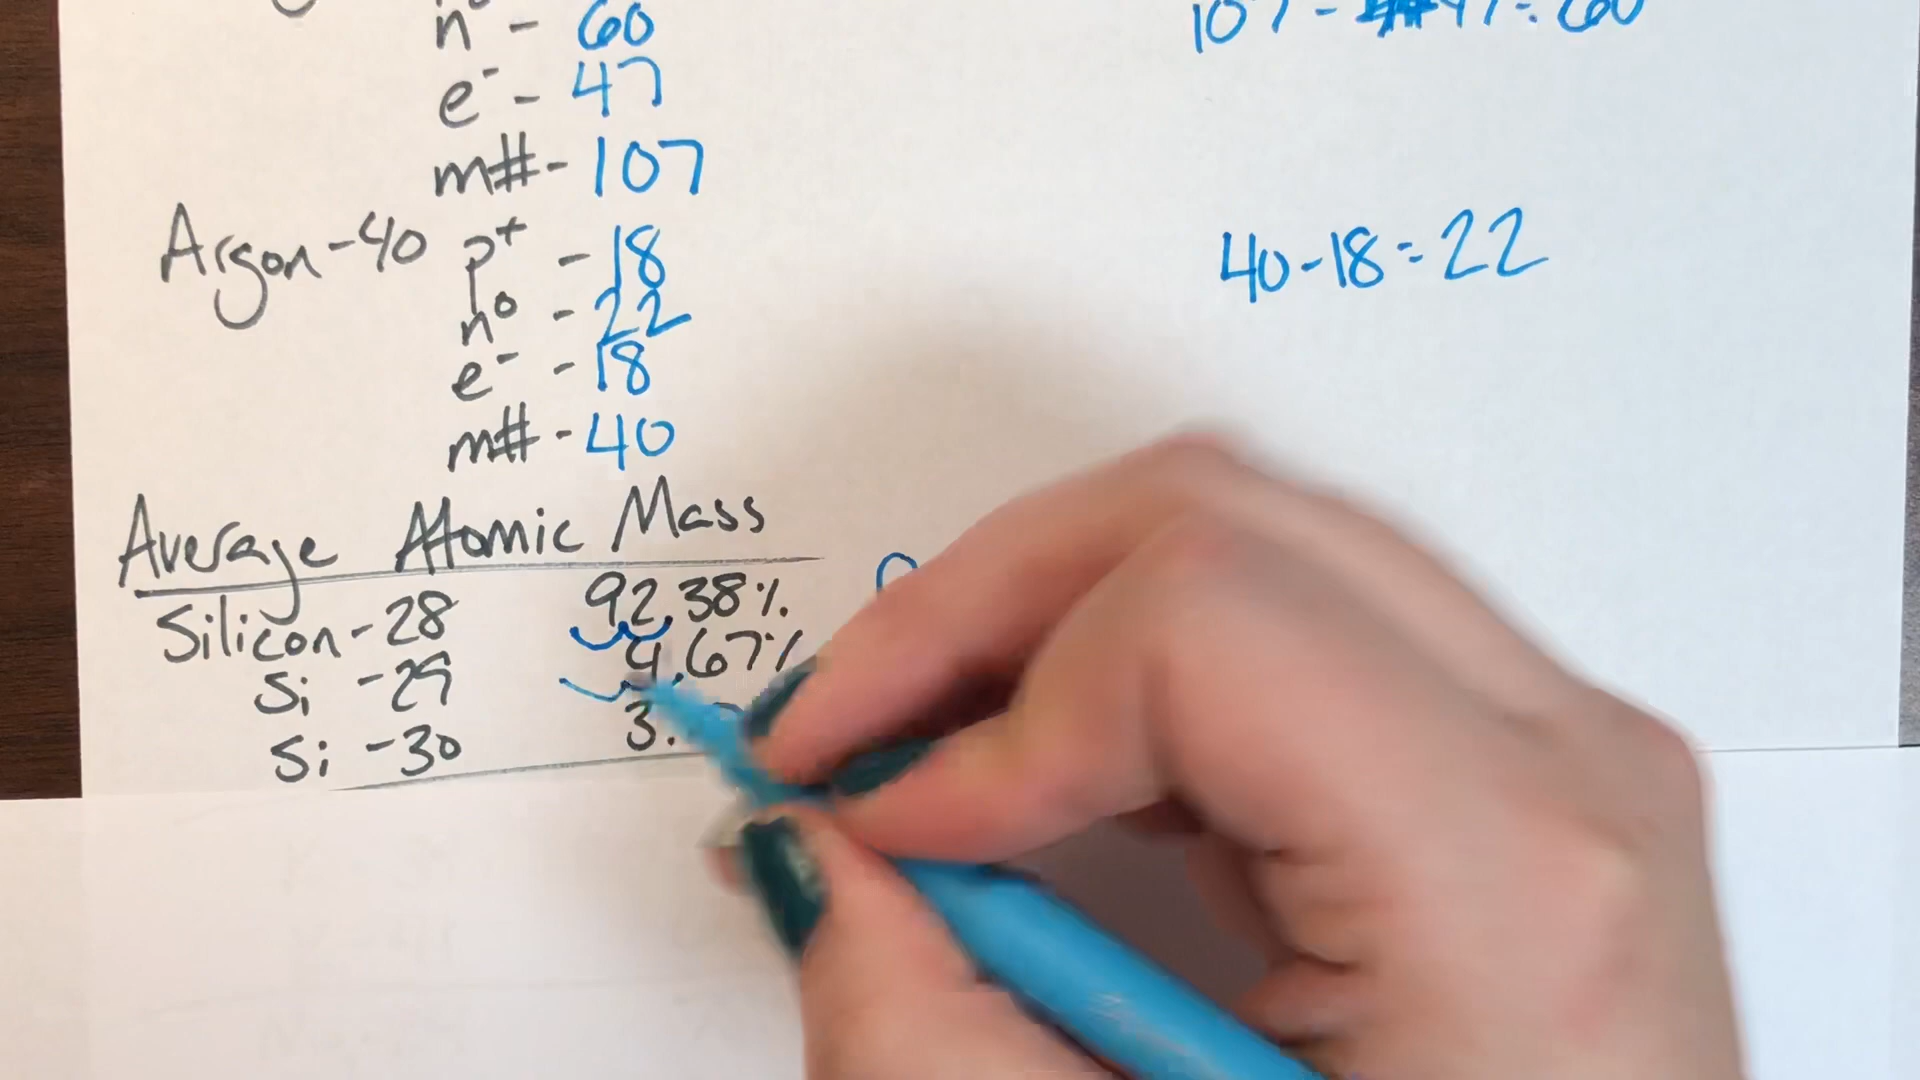 n° - 60
107 - 47 = 60
e⁻ - 47
m# - 107
Argon-40 p⁺ - 18
40-18=22
n° - 22
e⁻ - 18
m# - 40
Average Atomic Mass
Silicon-28 92.38%
Si -29 4.67%
Si -30 3.